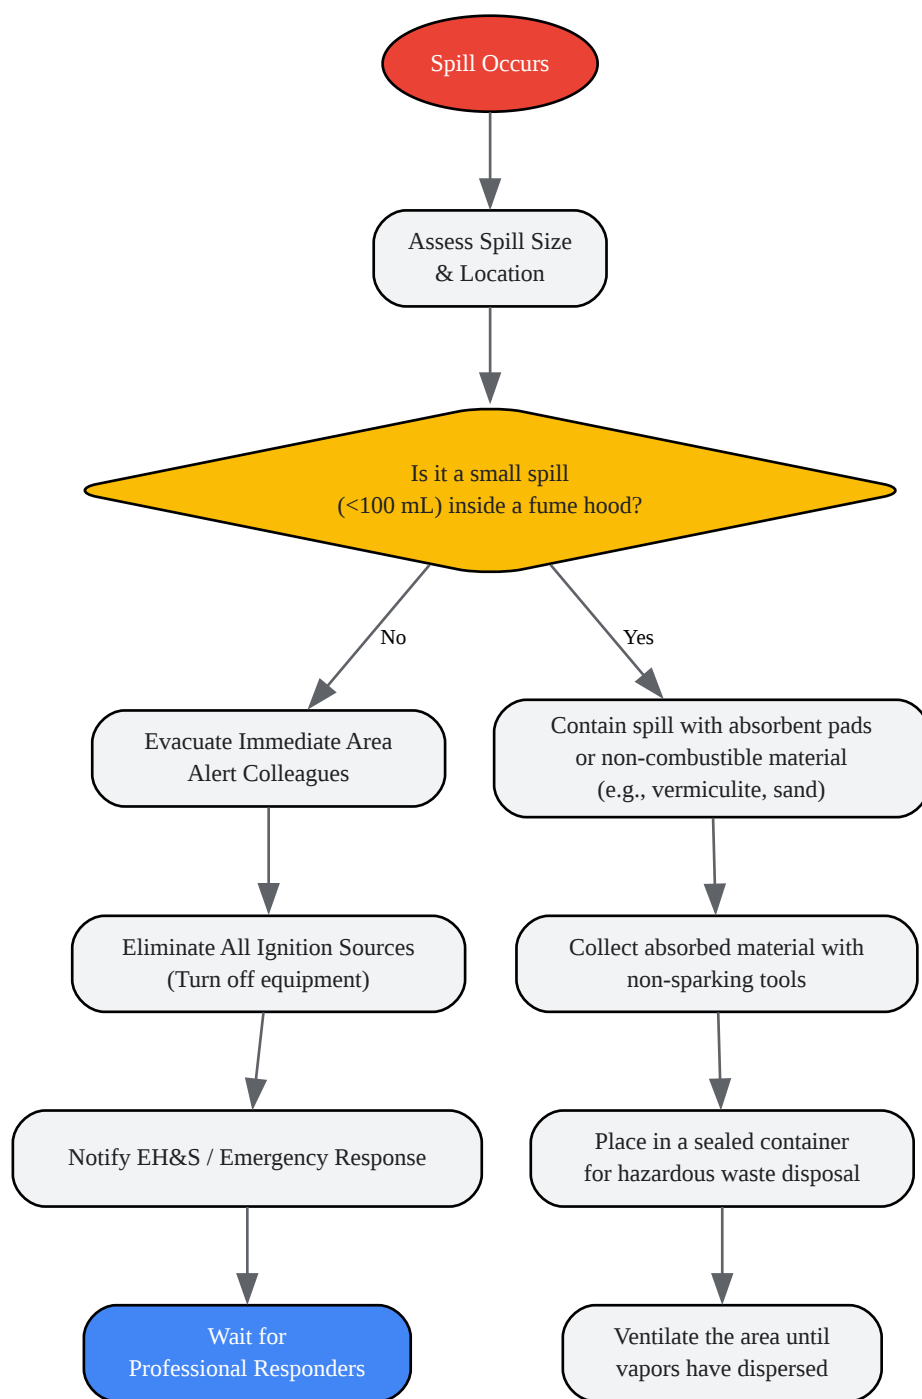 Spill Occurs
Assess Spill Size
& Location
Is it a small spill
(<100 mL) inside a fume hood?
No
Yes
Evacuate Immediate Area
Alert Colleagues
Contain spill with absorbent pads
or non-combustible material
(e.g., vermiculite, sand)
Eliminate All Ignition Sources
(Turn off equipment)
Collect absorbed material with
non-sparking tools
Notify EH&S / Emergency Response
Place in a sealed container
for hazardous waste disposal
Wait for
Professional Responders
Ventilate the area until
vapors have dispersed